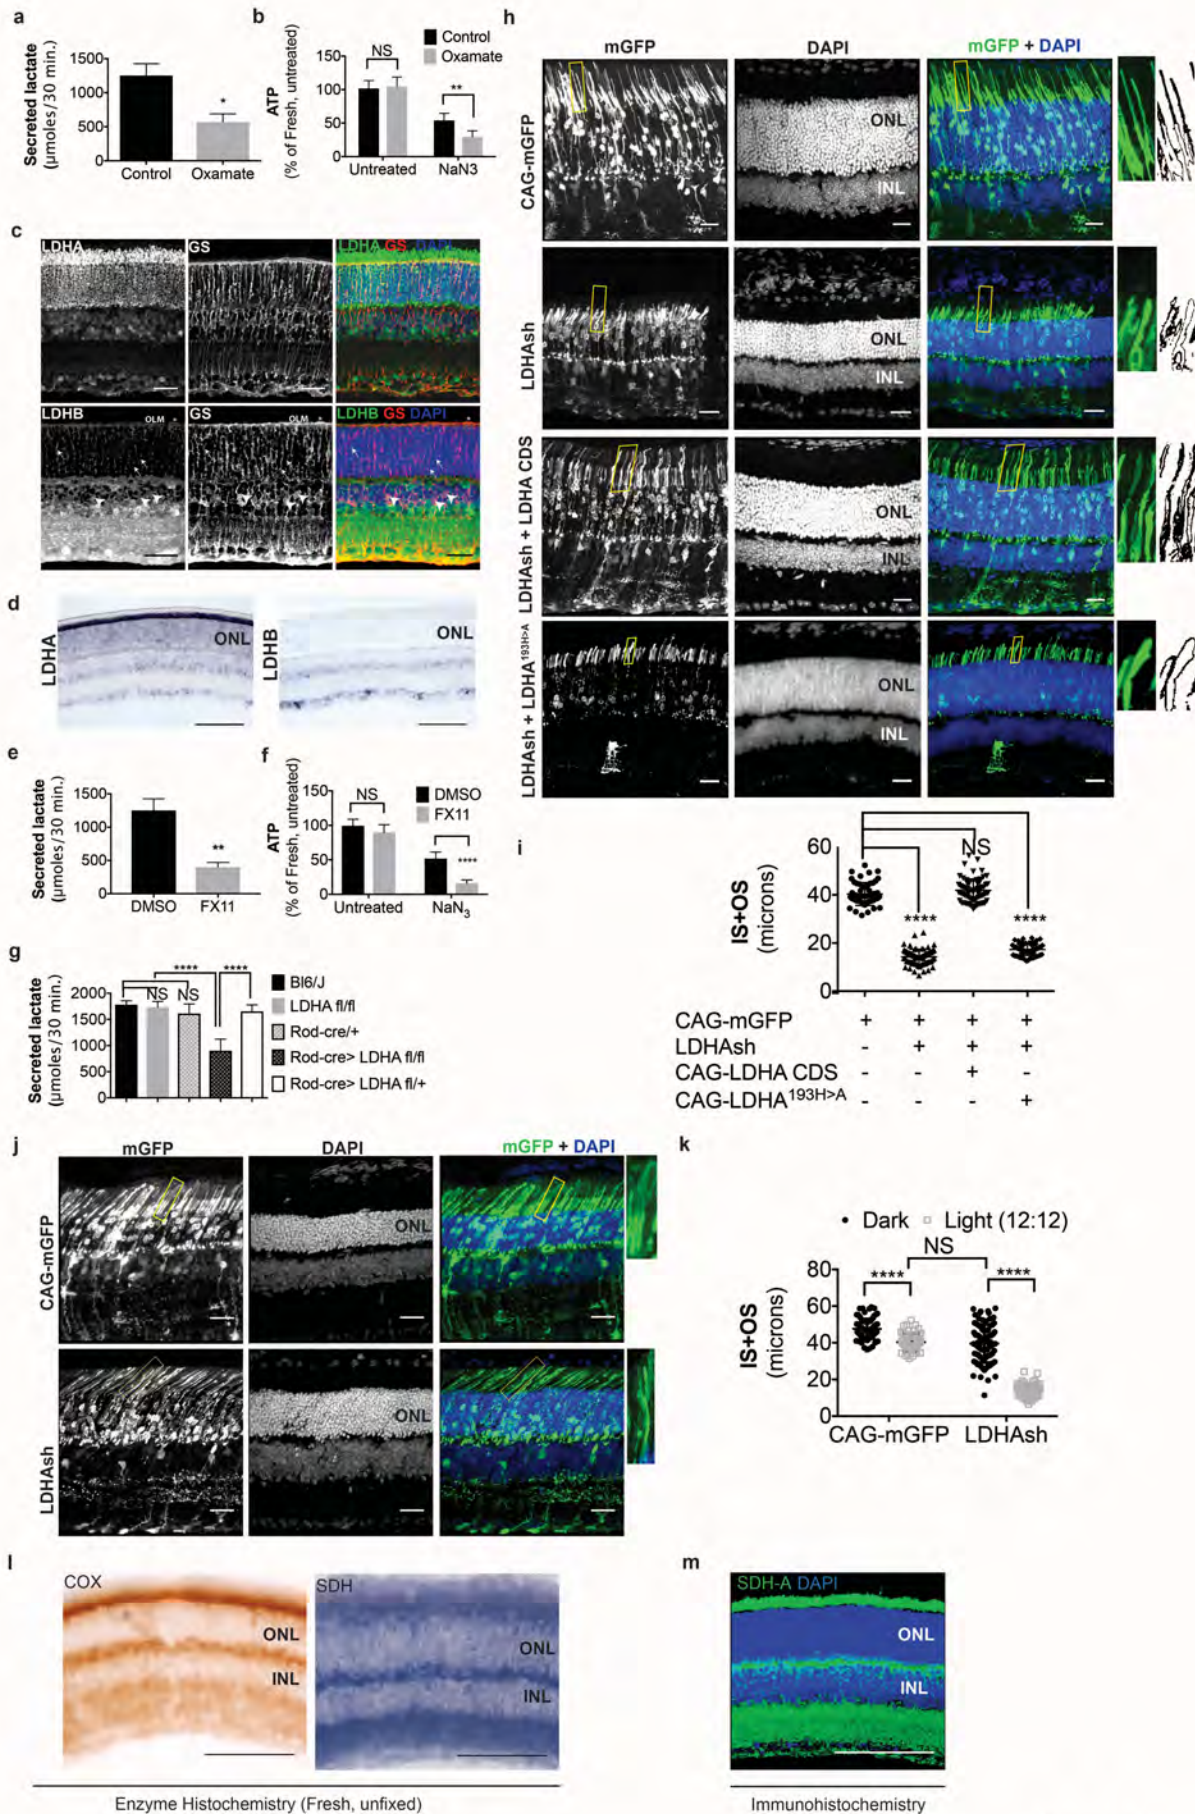 a
Secreted lactate
(µmoles/30 min.)
1500
1000
500
0
*
Control
Oxamate
b
ATP
(% of Fresh, untreated)
150
100
50
0
NS
**
Control
Oxamate
Untreated
NaN3
c
LDHA
GS
LDHA GS DAPI
LDHB
OLM *
GS
OLM *
LDHB GS DAPI
*
d
LDHA
ONL
LDHB
ONL
e
Secreted lactate
(µmoles/30 min.)
1500
1000
500
0
**
DMSO
FX11
f
ATP
(% of Fresh, untreated)
150
100
50
0
NS
****
DMSO
FX11
Untreated
NaN3
g
Secreted lactate
(µmoles/30 min.)
2000
1500
1000
500
0
NS
NS
****
****
Bl6/J
LDHA fl/fl
Rod-cre/+
Rod-cre> LDHA fl/fl
Rod-cre> LDHA fl/+
h
mGFP
DAPI
mGFP + DAPI
CAG-mGFP
ONL
INL
LDHAsh
ONL
INL
LDHAsh + LDHA CDS
ONL
INL
LDHAsh + LDHA193H>A
ONL
INL
i
IS+OS
(microns)
60
40
20
0
****
NS
****
CAG-mGFP + + + +
LDHAsh - + + +
CAG-LDHA CDS - - + -
CAG-LDHA193H>A - - - +
j
mGFP
DAPI
mGFP + DAPI
CAG-mGFP
ONL
LDHAsh
ONL
k
Dark
Light (12:12)
IS+OS
(microns)
80
60
40
20
0
****
NS
****
CAG-mGFP
LDHAsh
l
COX
ONL
INL
SDH
ONL
INL
Enzyme Histochemistry (Fresh, unfixed)
m
SDH-A DAPI
ONL
INL
Immunohistochemistry